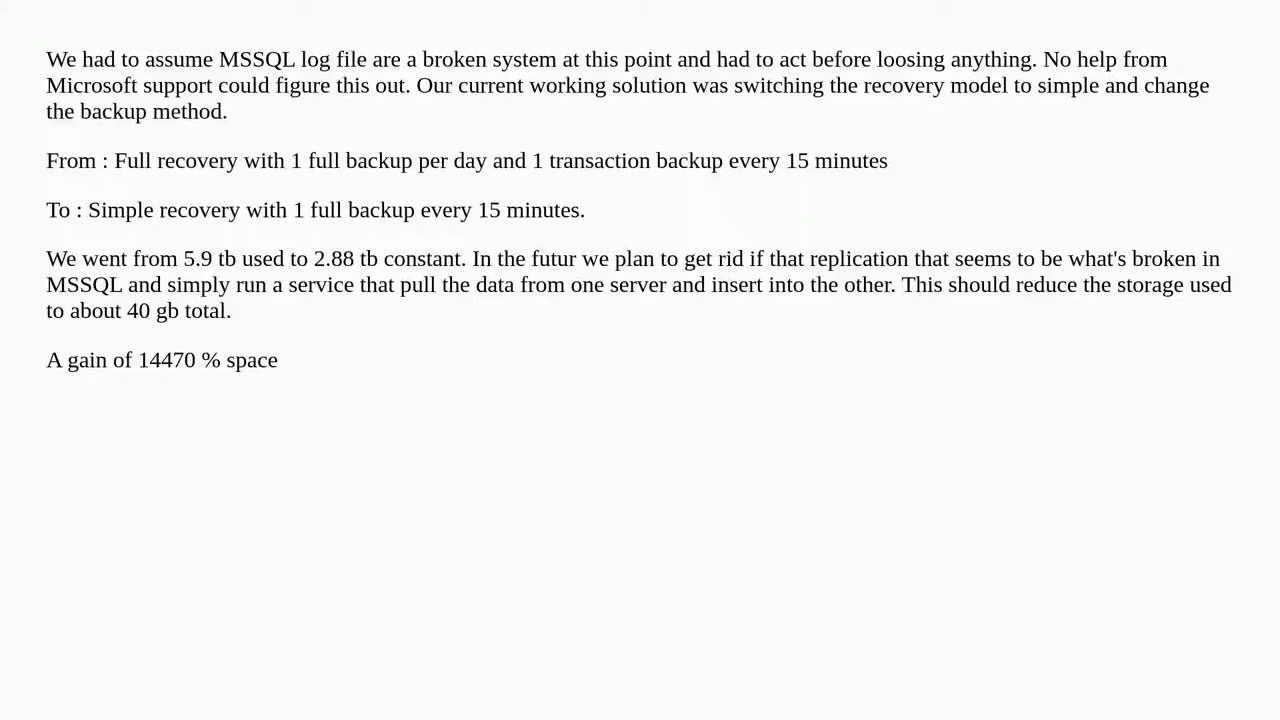 We had to assume MSSQL log file are a broken system at this point and had to act before loosing anything. No help from
Microsoft support could figure this out. Our current working solution was switching the recovery model to simple and change
the backup method.
From : Full recovery with 1 full backup per day and 1 transaction backup every 15 minutes
To : Simple recovery with 1 full backup every 15 minutes.
We went from 5.9 tb used to 2.88 tb constant. In the futur we plan to get rid if that replication that seems to be what's broken in
MSSQL and simply run a service that pull the data from one server and insert into the other. This should reduce the storage used
to about 40 gb total.
A gain of 14470 % space